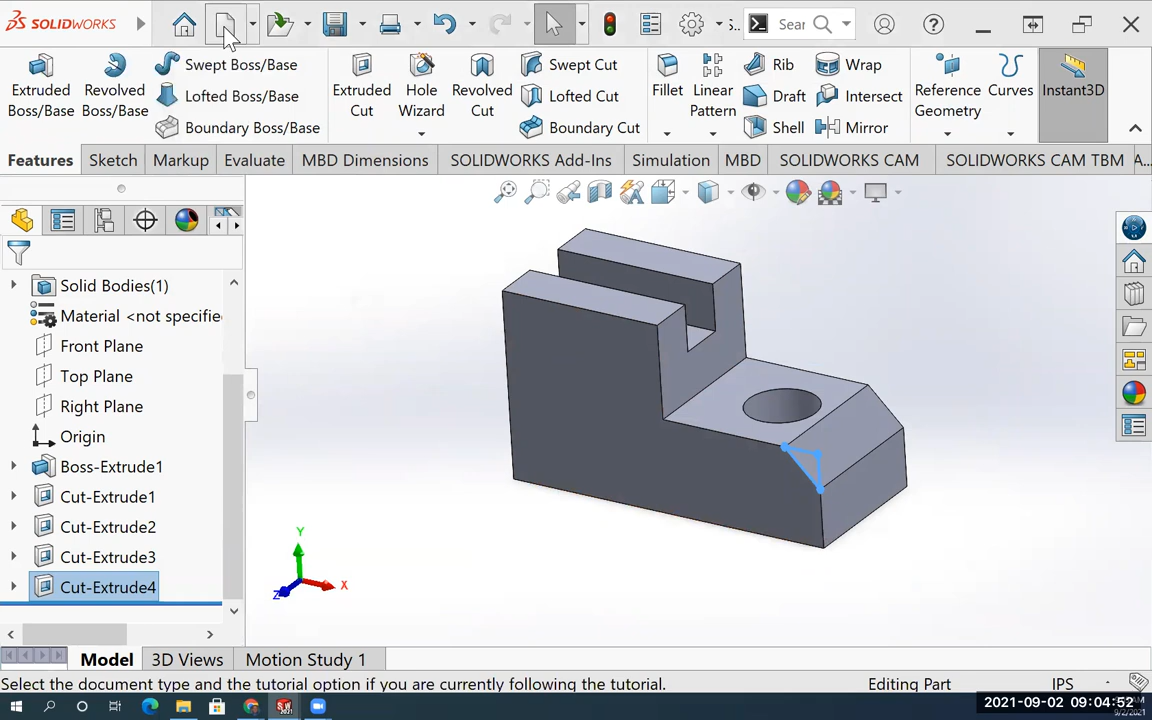 SOLIDWORKS
S..
Sear
Extruded Boss/Base
Revolved Boss/Base
Swept Boss/Base
Lofted Boss/Base
Boundary Boss/Base
Extruded Cut
Hole Wizard
Revolved Cut
Swept Cut
Lofted Cut
Boundary Cut
Fillet
Linear Pattern
Rib
Draft
Shell
Wrap
Intersect
Mirror
Reference Geometry
Curves
Instant3D
Features Sketch Markup Evaluate MBD Dimensions SOLIDWORKS Add-Ins Simulation MBD SOLIDWORKS CAM SOLIDWORKS CAM TBM A...
Solid Bodies(1)
Material <not specifie
Front Plane
Top Plane
Right Plane
Origin
Boss-Extrude1
Cut-Extrude1
Cut-Extrude2
Cut-Extrude3
Cut-Extrude4
Y
X
Z
Model 3D Views Motion Study 1
Select the document type and the tutorial option if you are currently following the tutorial. Editing Part IPS
2021-09-02 09:04:52
9/2/2021